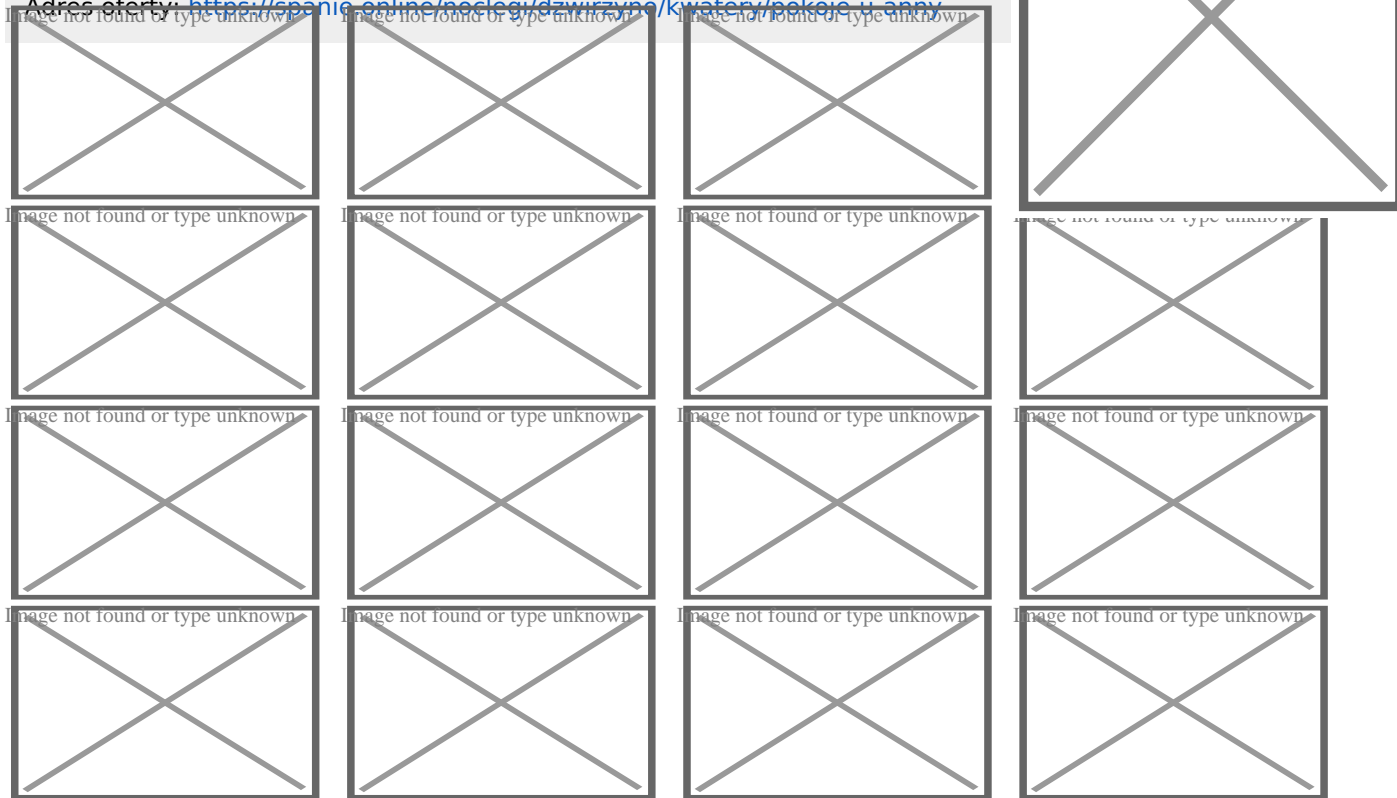 Adres oferty: https://spanie.online/noclegi/dzwirzyno/kwatery/pokoje-u-anny
Image not found or type unknown Image not found or type unknown Image not found or type unknown
Image not found or type unknown Image not found or type unknown Image not found or type unknown Image not found or type unknown
Image not found or type unknown Image not found or type unknown Image not found or type unknown Image not found or type unknown
Image not found or type unknown Image not found or type unknown Image not found or type unknown Image not found or type unknown